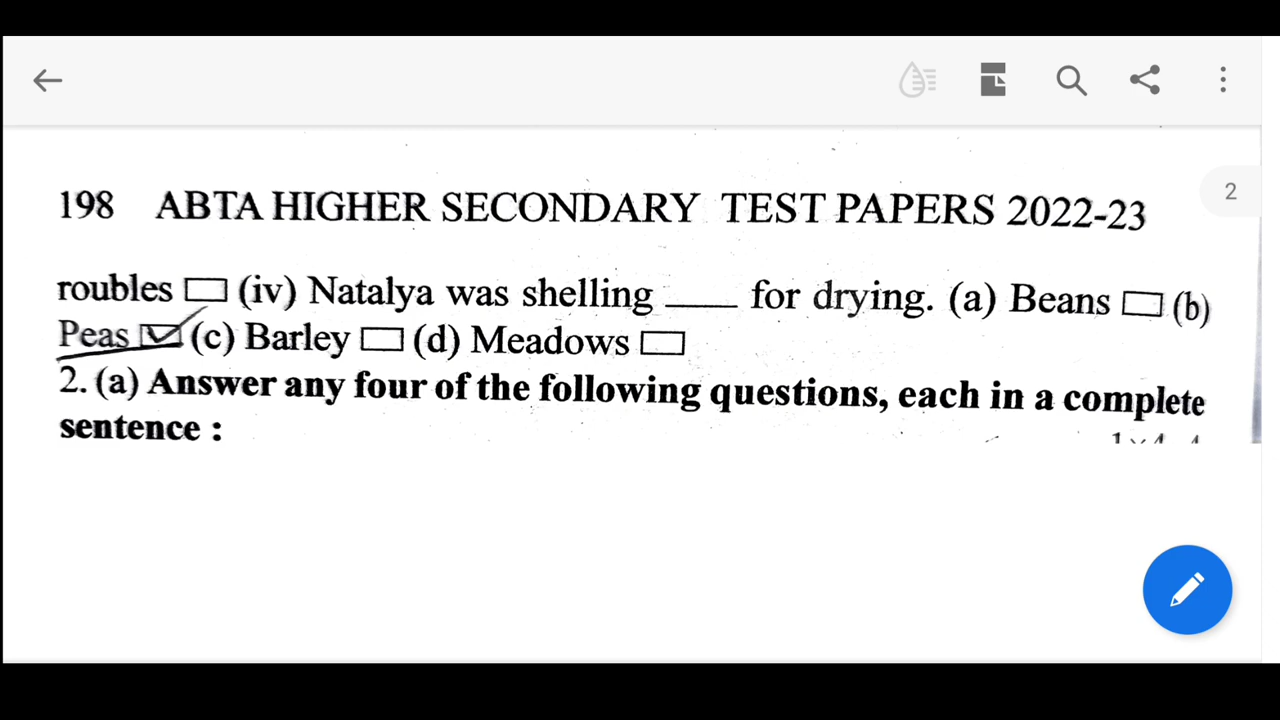 2
198 ABTA HIGHER SECONDARY TEST PAPERS 2022-23
roubles (iv) Natalya was shelling ____ for drying. (a) Beans (b)
Peas (c) Barley (d) Meadows
2. (a) Answer any four of the following questions, each in a complete
sentence :